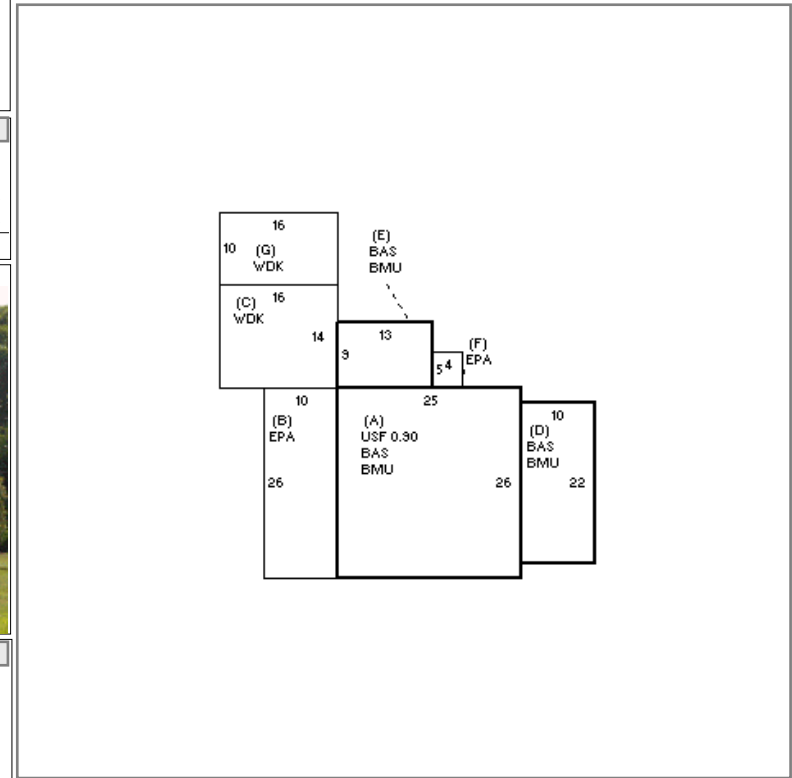 16
10 (G)
WDK
(E)
BAS
BMU
(C) 16
WDK
14
13
9
(F)
EPA
5 4
10
(B)
EPA
26
25
(A)
USF 0.90
BAS
BMU
26
10
(D)
BAS
BMU
22